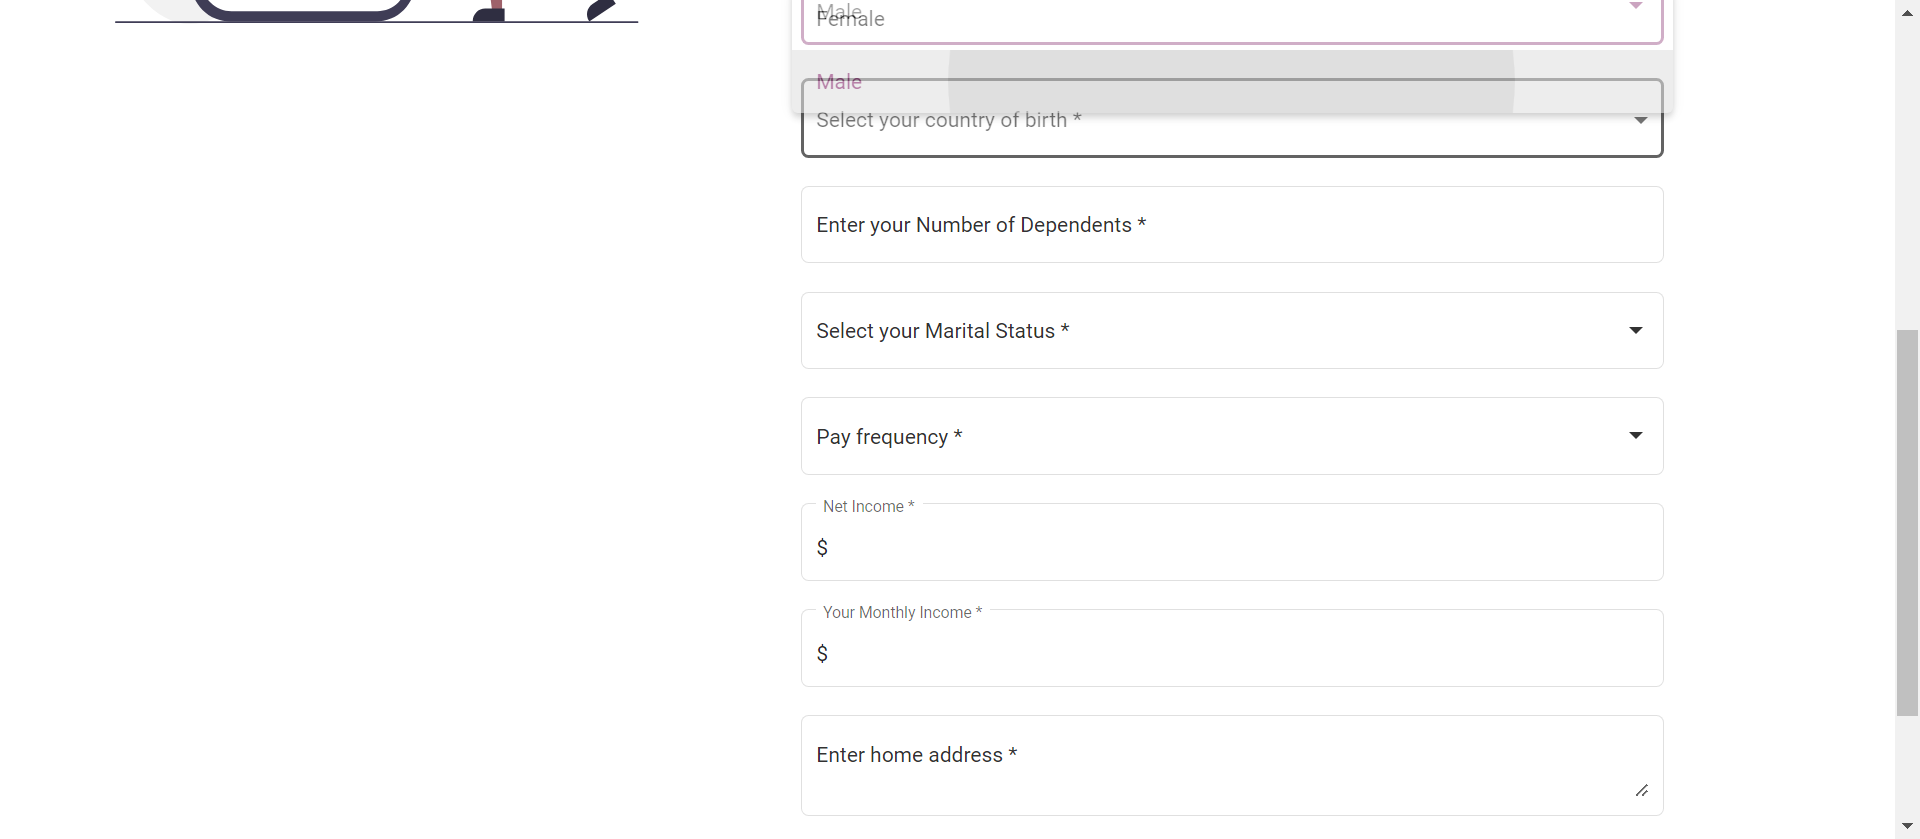 Male
Female
Male
Select your country of birth *
Enter your Number of Dependents *
Select your Marital Status *
Pay frequency *
Net Income *
$
Your Monthly Income *
$
Enter home address *